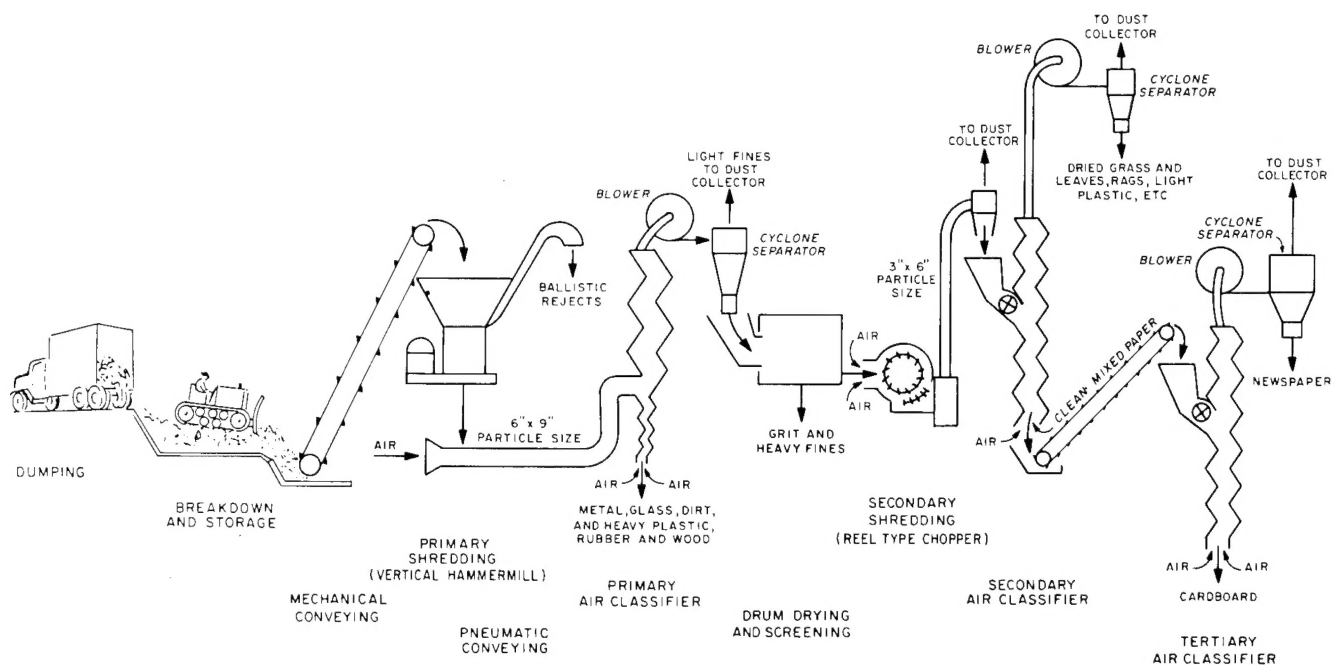 TO DUST
COLLECTOR
BLOWER
CYCLONE
SEPARATOR
TO DUST
COLLECTOR
DRIED GRASS AND
LEAVES, RAGS, LIGHT
PLASTIC, ETC
TO DUST
COLLECTOR
LIGHT FINES
TO DUST
COLLECTOR
BLOWER
CYCLONE
SEPARATOR
CYCLONE
SEPARATOR
BLOWER
3" x 6"
PARTICLE
SIZE
BALLISTIC
REJECTS
AIR
AIR
CLEAN MIXED PAPER
NEWSPAPER
6" x 9"
PARTICLE SIZE
AIR
GRIT AND
HEAVY FINES
AIR
DUMPING
AIR
AIR
BREAKDOWN
AND STORAGE
METAL, GLASS, DIRT,
AND HEAVY PLASTIC,
RUBBER AND WOOD
SECONDARY
SHREDDING
(REEL TYPE CHOPPER)
PRIMARY
SHREDDING
(VERTICAL HAMMERMILL)
AIR
AIR
PRIMARY
AIR CLASSIFIER
SECONDARY
AIR CLASSIFIER
CARDBOARD
MECHANICAL
CONVEYING
DRUM DRYING
AND SCREENING
PNEUMATIC
CONVEYING
TERTIARY
AIR CLASSIFIER